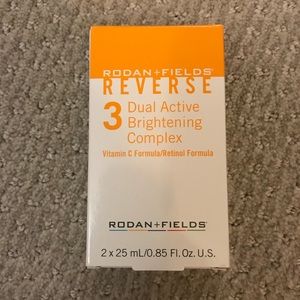 RODAN+FIELDS®
REVERSE
3 Dual Active
Brightening
Complex
Vitamin C Formula/Retinol Formula
RODAN+FIELDS®
2 x 25 mL/0.85 Fl. Oz. U.S.